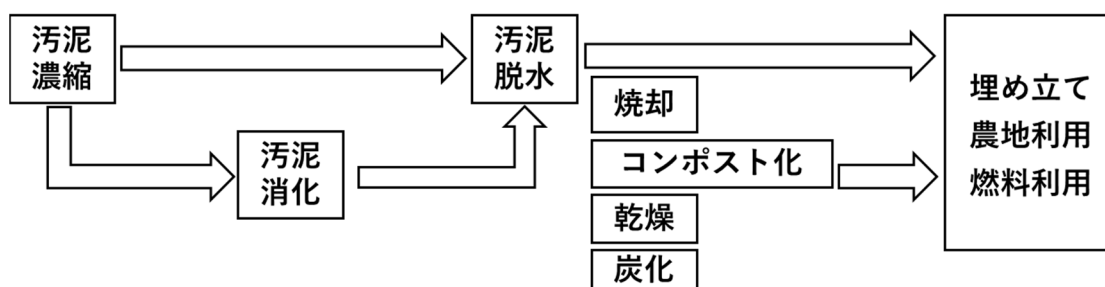 汚泥
濃縮
汚泥
消化
汚泥
脱水
焼却
コンポスト化
乾燥
炭化
埋め立て
農地利用
燃料利用